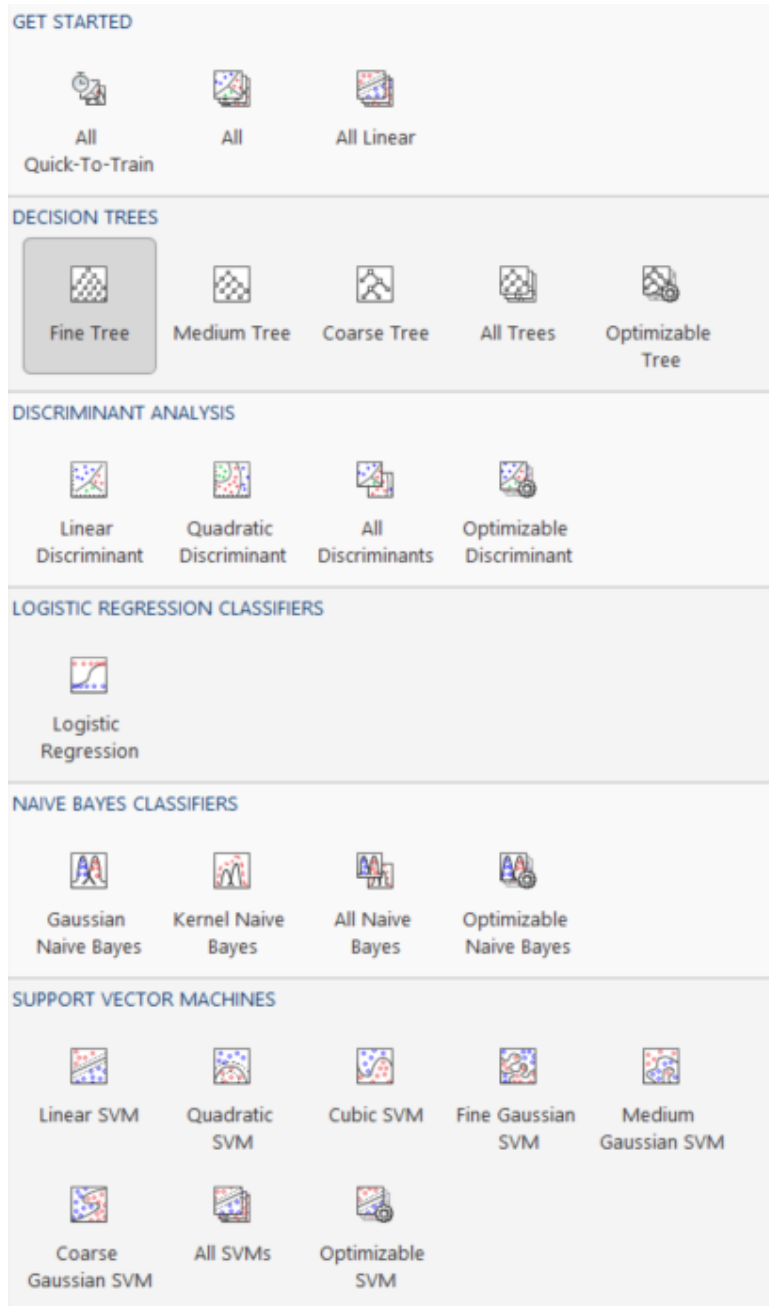 GET STARTED
All
Quick-To-Train
All
All Linear
DECISION TREES
Fine Tree
Medium Tree
Coarse Tree
All Trees
Optimizable
Tree
DISCRIMINANT ANALYSIS
Linear
Discriminant
Quadratic
Discriminant
All
Discriminants
Optimizable
Discriminant
LOGISTIC REGRESSION CLASSIFIERS
Logistic
Regression
NAIVE BAYES CLASSIFIERS
Gaussian
Naive Bayes
Kernel Naive
Bayes
All Naive
Bayes
Optimizable
Naive Bayes
SUPPORT VECTOR MACHINES
Linear SVM
Quadratic
SVM
Cubic SVM
Fine Gaussian
SVM
Medium
Gaussian SVM
Coarse
Gaussian SVM
All SVMs
Optimizable
SVM